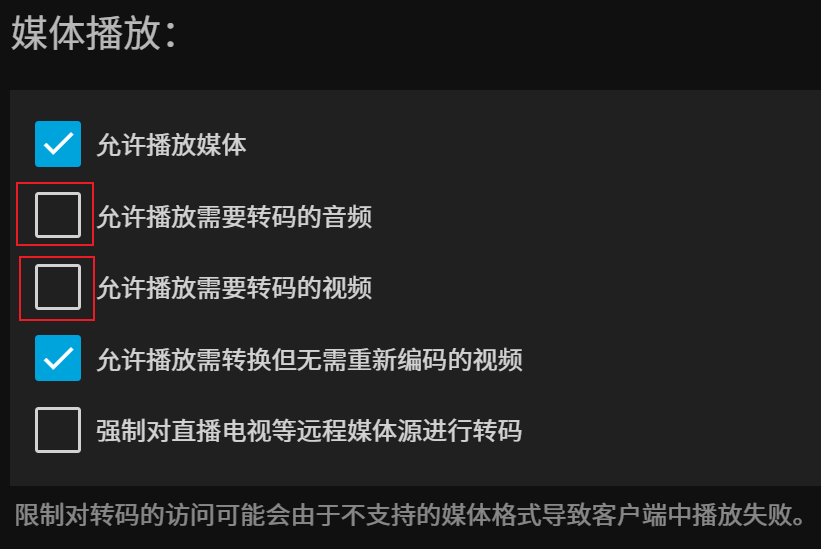 媒体播放：
允许播放媒体
允许播放需要转码的音频
允许播放需要转码的视频
允许播放需转换但无需重新编码的视频
强制对直播电视等远程媒体源进行转码
限制对转码的访问可能会由于不支持的媒体格式导致客户端中播放失败。